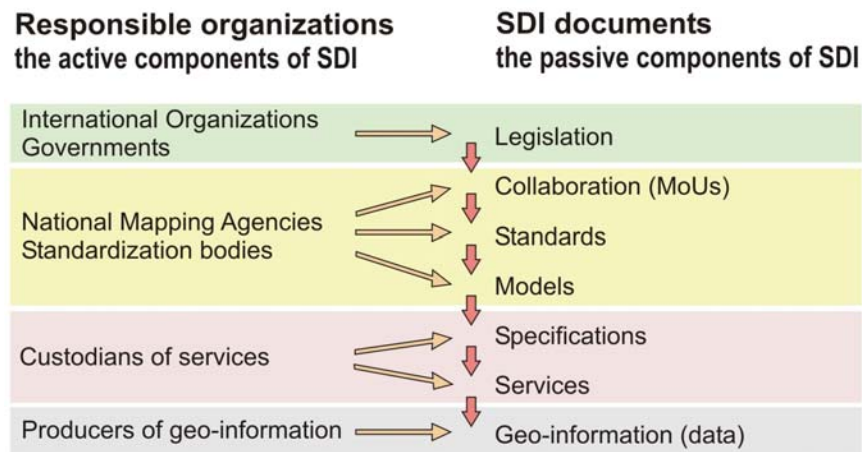 Responsible organizations
the active components of SDI
SDI documents
the passive components of SDI
International Organizations
Governments
Legislation
National Mapping Agencies
Standardization bodies
Collaboration (MoUs)
Standards
Models
Custodians of services
Specifications
Services
Producers of geo-information
Geo-information (data)